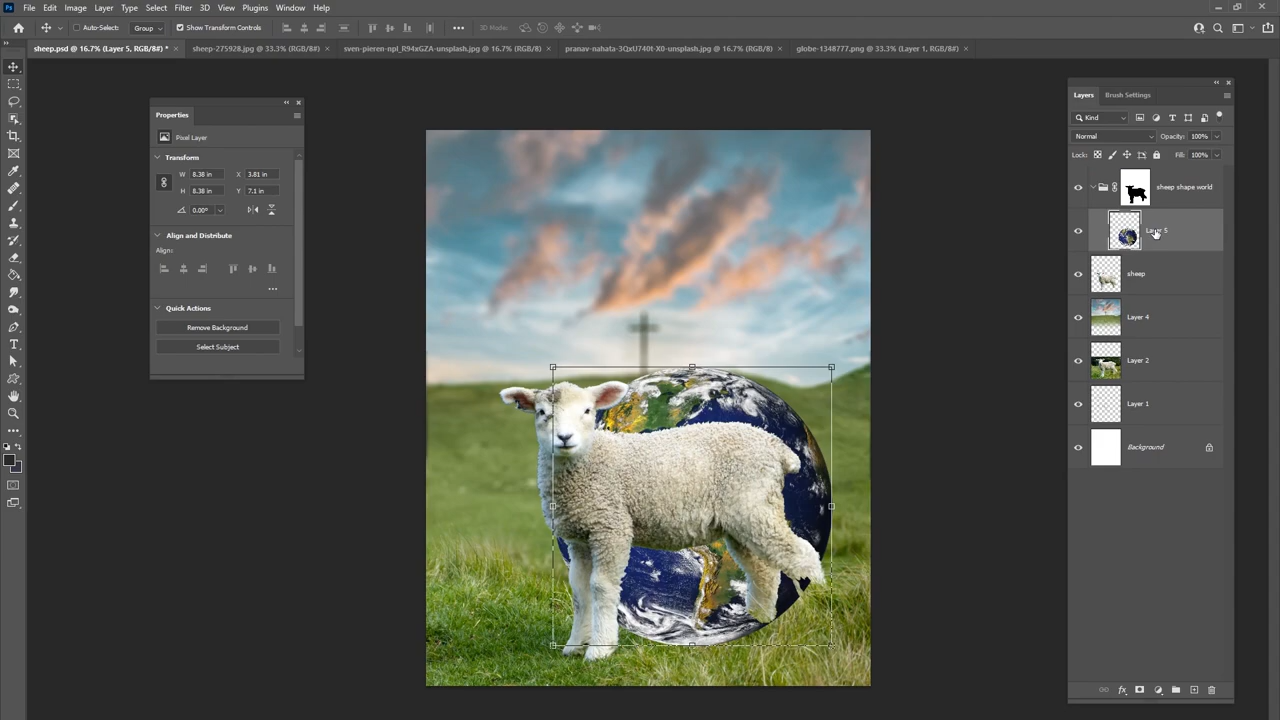 Ps File Edit Image Layer Type Select Filter 3D View Plugins Window Help
Auto-Select: Group Show Transform Controls 3D Mode:
sheep.psd @ 16.7% (Layer 5, RGB/8#) * sheep-275928.jpg @ 33.3% (RGB/8#) sven-pieren-npl_R94xGZA-unsplash.jpg @ 16.7% (RGB/8) pranav-nahata-3QxtU740t-X0-unsplash.jpg @ 16.7% (RGB/8) globe-1348777.png @ 33.3% (Layer 1, RGB/8#)
Properties
Pixel Layer
Transform
W 8.38 in X 3.81 in
H 8.38 in Y 7.1 in
0.00°
Align and Distribute
Align:
Quick Actions
Remove Background
Select Subject
Layers Brush Settings
Kind
Normal Opacity: 100%
Lock: Fill: 100%
sheep shape world
Layer 5
sheep
Layer 4
Layer 2
Layer 1
Background